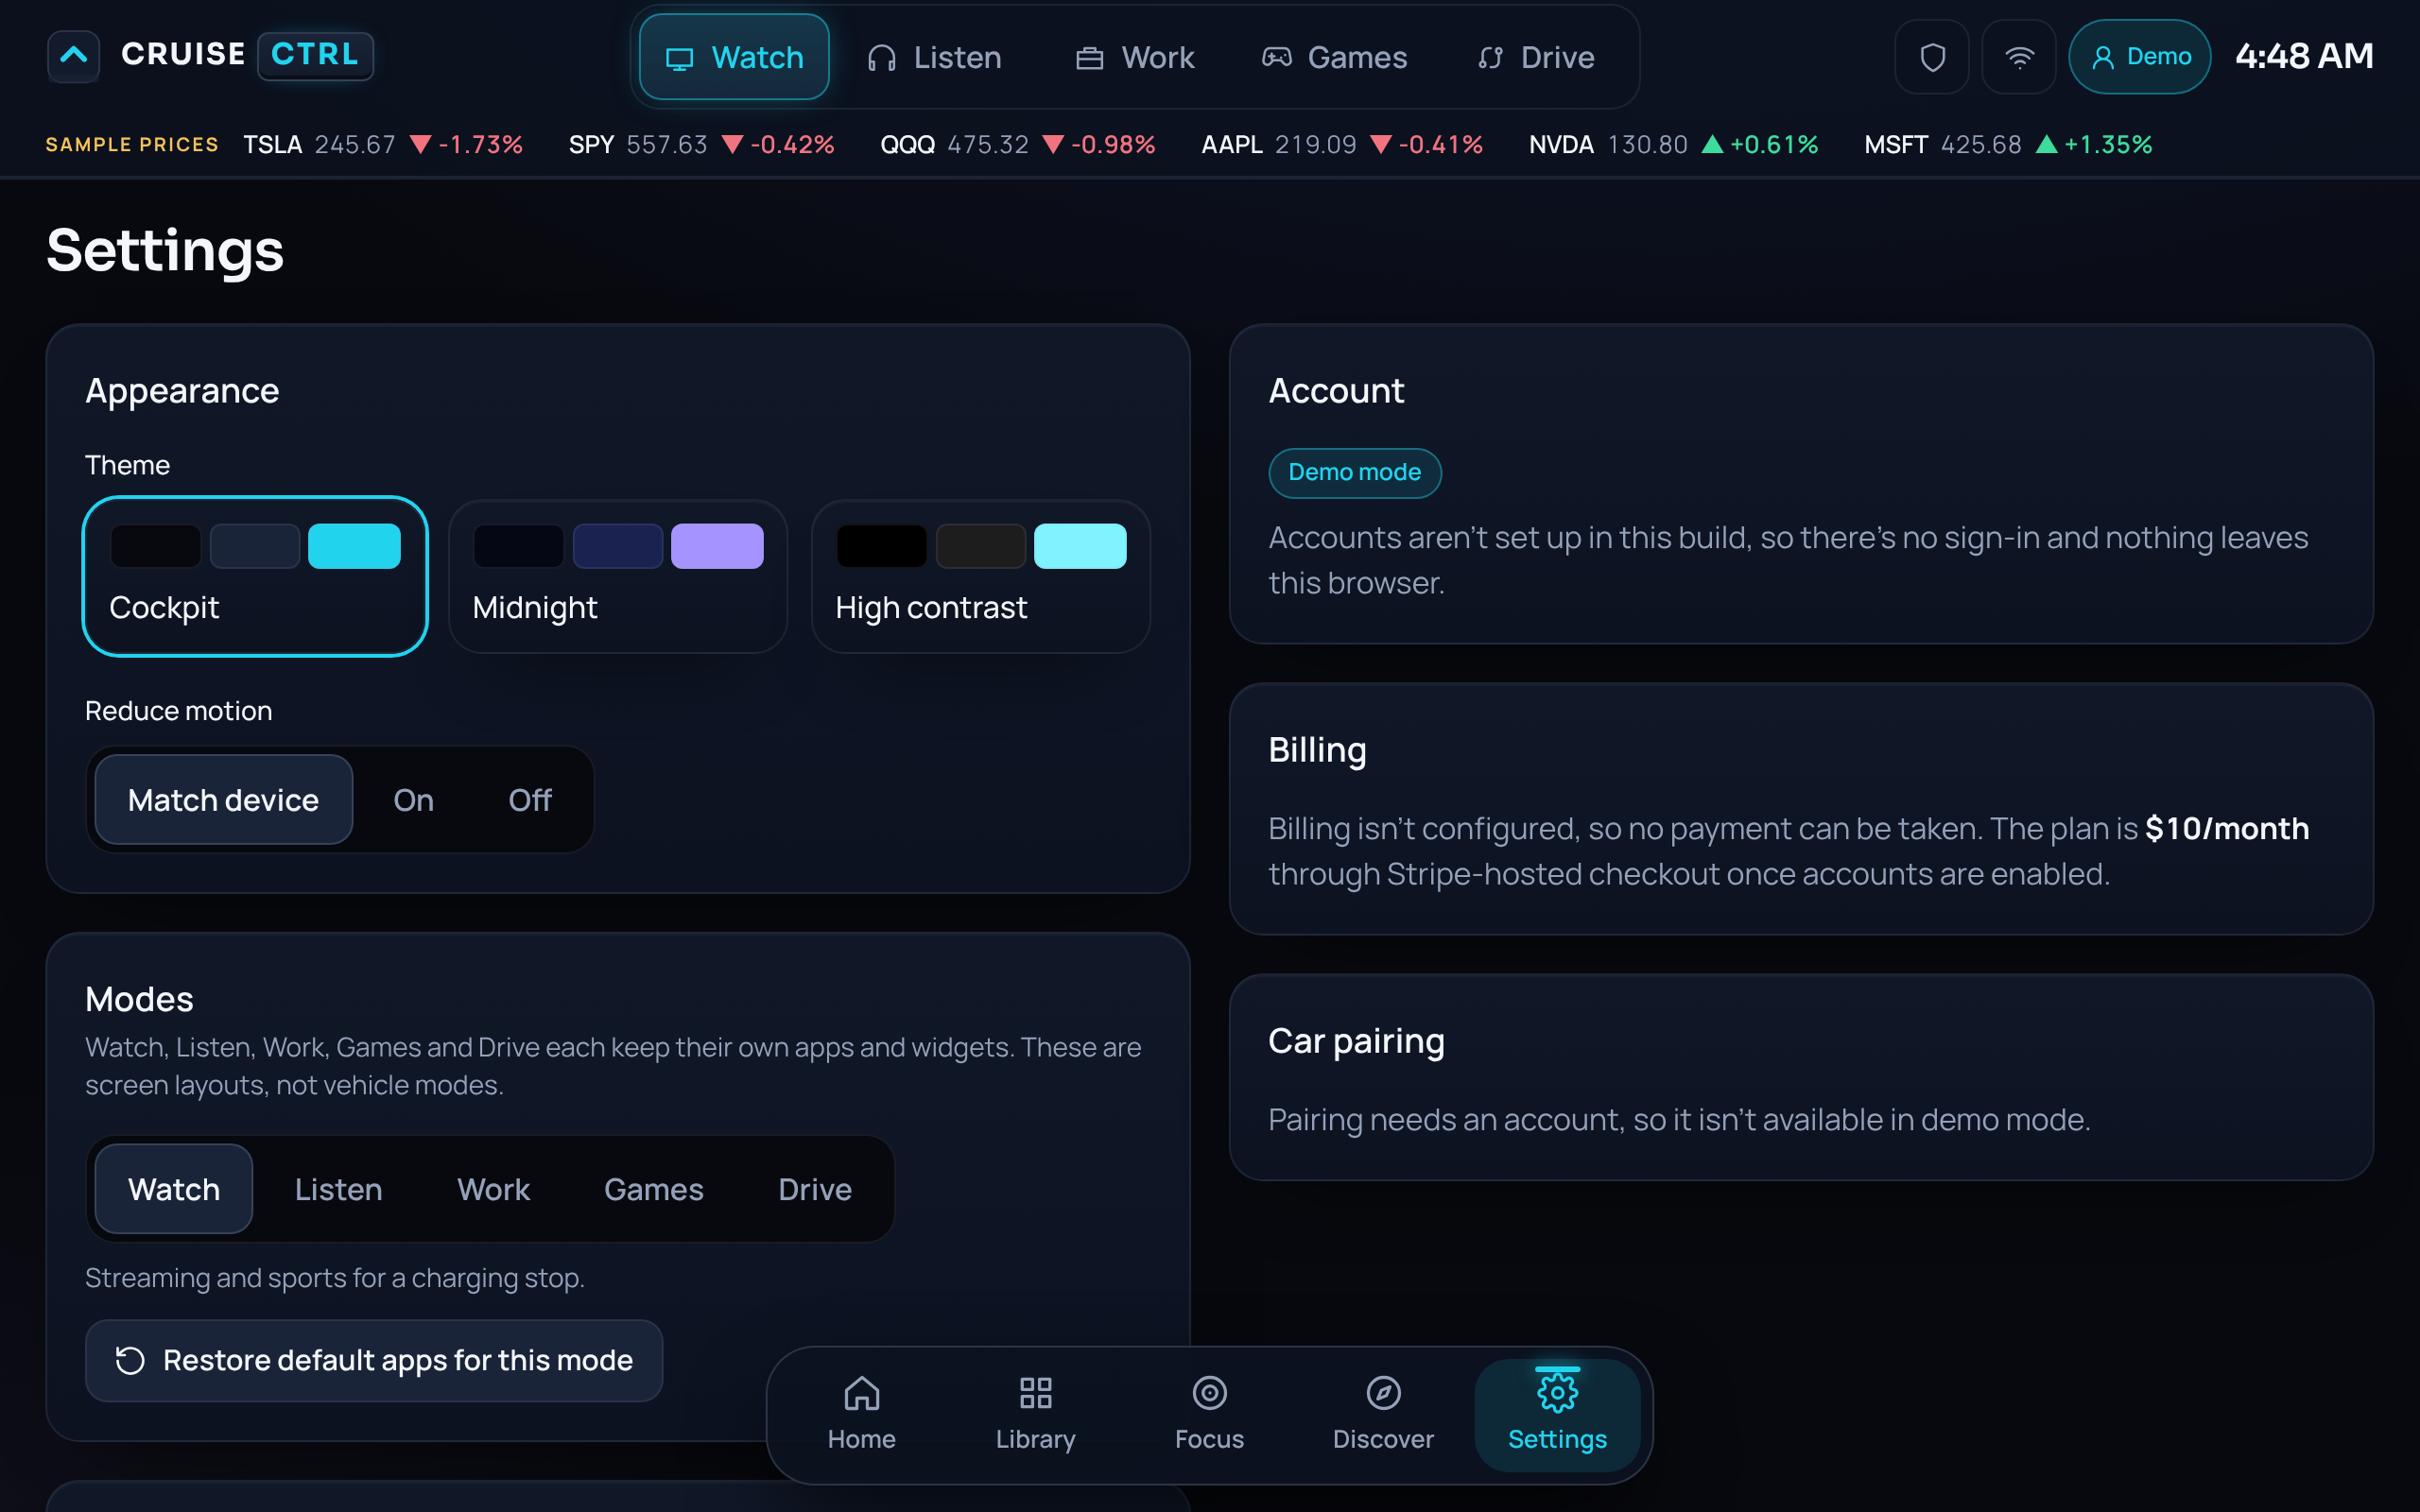 CRUISE CTRL
Watch
Listen
Work
Games
Drive
Demo
4:48 AM
SAMPLE PRICES TSLA 245.67 ▼ -1.73% SPY 557.63 ▼ -0.42% QQQ 475.32 ▼ -0.98% AAPL 219.09 ▼ -0.41% NVDA 130.80 ▲ +0.61% MSFT 425.68 ▲ +1.35%
Settings
Appearance
Theme
Cockpit
Midnight
High contrast
Reduce motion
Match device
On
Off
Modes
Watch, Listen, Work, Games and Drive each keep their own apps and widgets. These are
screen layouts, not vehicle modes.
Watch
Listen
Work
Games
Drive
Streaming and sports for a charging stop.
Restore default apps for this mode
Account
Demo mode
Accounts aren't set up in this build, so there's no sign-in and nothing leaves
this browser.
Billing
Billing isn't configured, so no payment can be taken. The plan is $10/month
through Stripe-hosted checkout once accounts are enabled.
Car pairing
Pairing needs an account, so it isn't available in demo mode.
Home
Library
Focus
Discover
Settings